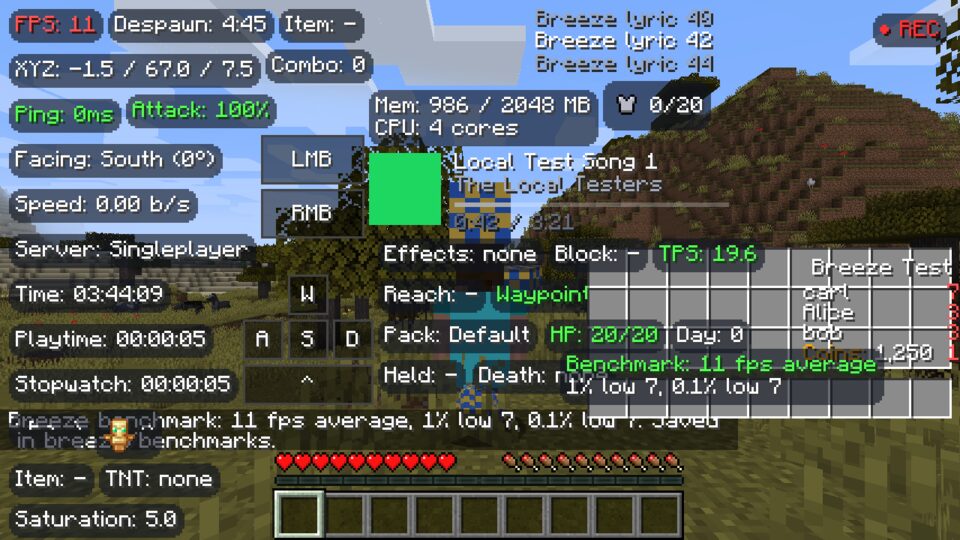 FPS: 11
Despawn: 4:45
Item: -
Breeze lyric 40
Breeze lyric 42
Breeze lyric 44
REC
XYZ: -1.5 / 67.0 / 7.5
Combo: 0
Ping: 0ms
Attack: 100%
Mem: 986 / 2048 MB
CPU: 4 cores
0/20
Facing: South (0°)
LMB
Local Test Song 1
The Local Testers
Speed: 0.00 b/s
RMB
0:42 / 3:21
Server: Singleplayer
Effects: none
Block: -
TPS: 19.6
Breeze Test
Time: 03:44:09
W
Reach: -
Waypoint
carl
Alice
bob
Coins: 1,250
Playtime: 00:00:05
A
S
D
Pack: Default
HP: 20/20
Day: 0
Benchmark: 11 fps average
1% low 7, 0.1% low 7
Stopwatch: 00:00:05
^
Held: -
Death:
Breeze benchmark: 11 fps average, 1% low 7, 0.1% low 7. Saved
in breeze benchmarks.
Item: -
TNT: none
Saturation: 5.0